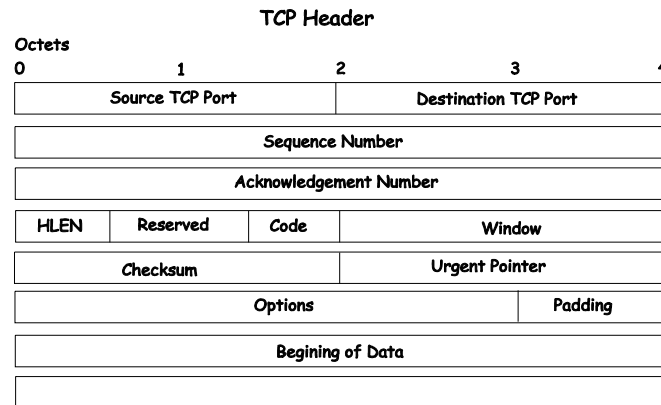 TCP Header
Octets
0 1 2 3 4
Source TCP Port Destination TCP Port
Sequence Number
Acknowledgement Number
HLEN Reserved Code Window
Checksum Urgent Pointer
Options Padding
Begining of Data